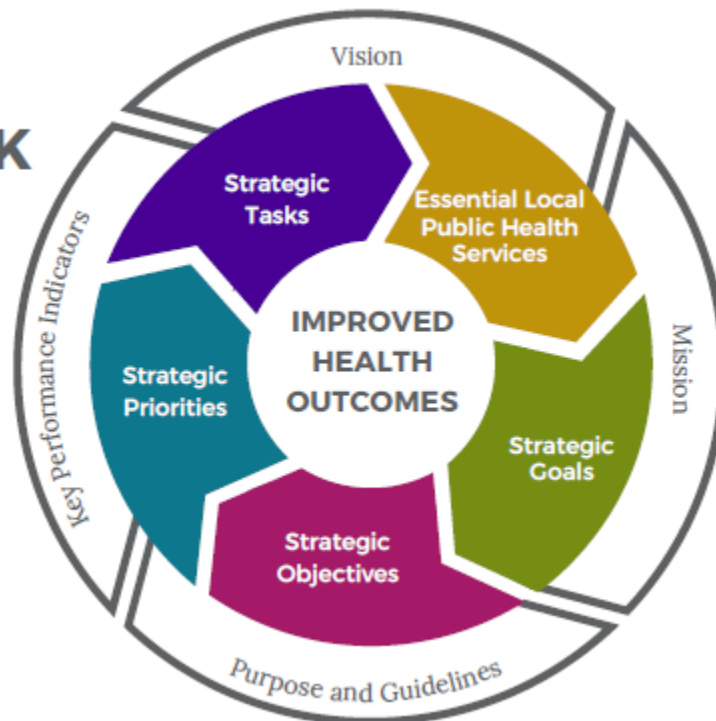 Vision
K
Strategic
Tasks
Essential Local
Public Health
Services
Key Performance Indicators
IMPROVED
HEALTH
OUTCOMES
Mission
Strategic
Priorities
Strategic
Goals
Strategic
Objectives
Purpose and Guidelines